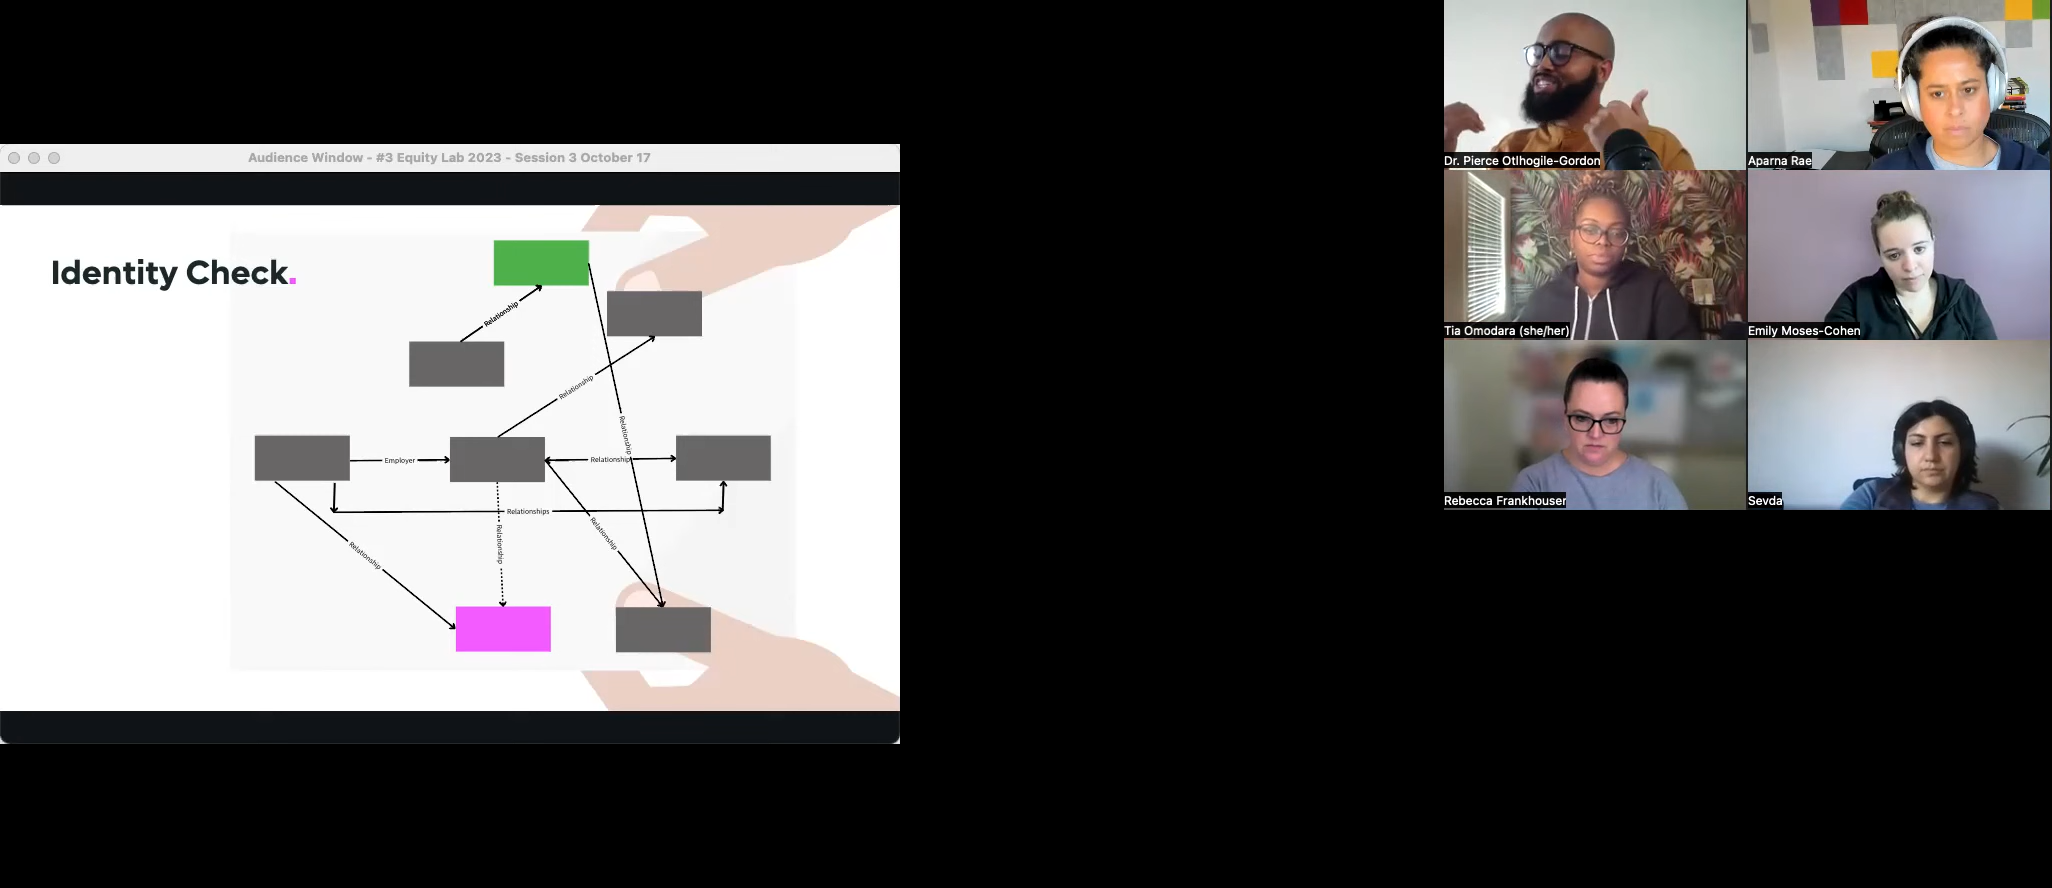 Audience Window - #3 Equity Lab 2023 - Session 3 October 17
Identity Check.
Relationship
Relationship
Relationship
Employer
Relationship
Relationships
Relationship
Relationship
Relationship
Dr. Pierce Otlhogile-Gordon
Aparna Rae
Tia Omodara (she/her)
Emily Moses-Cohen
Rebecca Frankhouser
Sevda